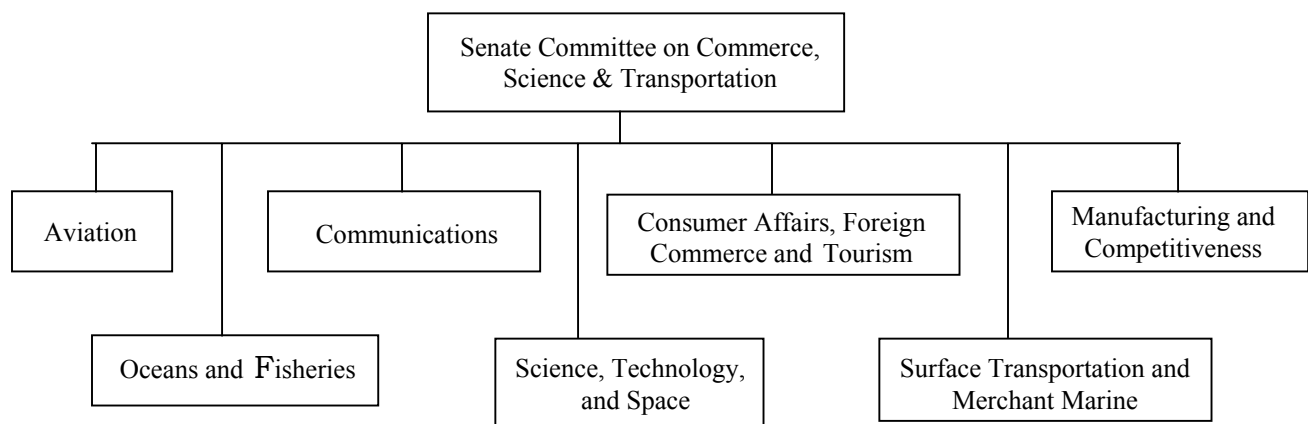 Senate Committee on Commerce,
Science & Transportation
Aviation
Communications
Consumer Affairs, Foreign
Commerce and Tourism
Manufacturing and
Competitiveness
Oceans and Fisheries
Science, Technology,
and Space
Surface Transportation and
Merchant Marine